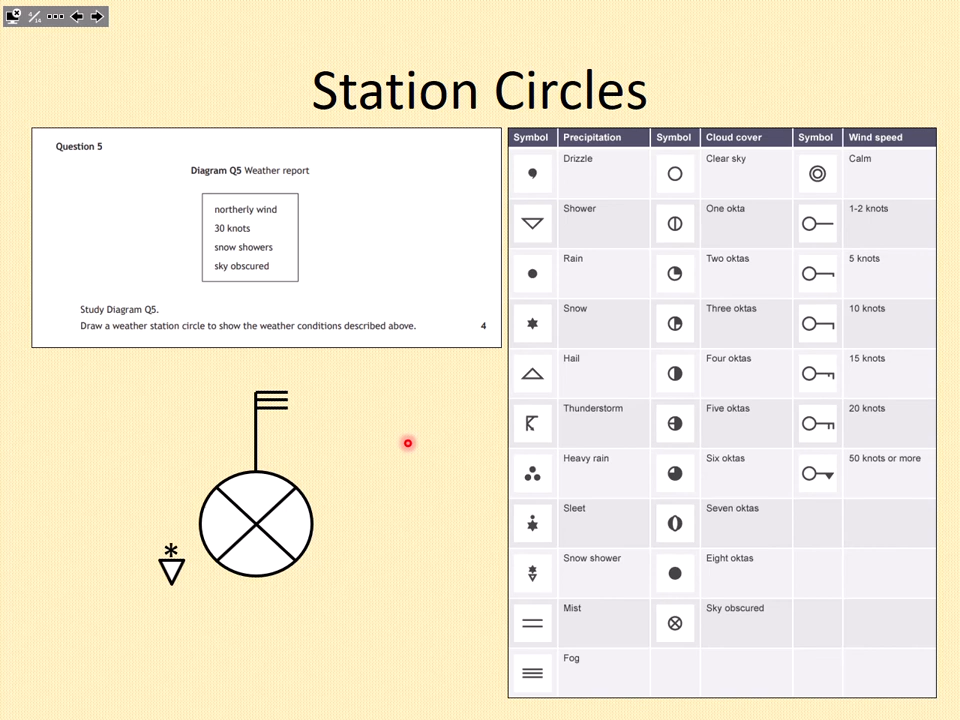 4/14
Station Circles
Question 5
Diagram Q5 Weather report
northerly wind
30 knots
snow showers
sky obscured
Study Diagram Q5.
Draw a weather station circle to show the weather conditions described above. 4
Symbol Precipitation Symbol Cloud cover Symbol Wind speed
Drizzle Clear sky Calm
Shower One okta 1-2 knots
Rain Two oktas 5 knots
Snow Three oktas 10 knots
Hail Four oktas 15 knots
Thunderstorm Five oktas 20 knots
Heavy rain Six oktas 50 knots or more
Sleet Seven oktas
Snow shower Eight oktas
Mist Sky obscured
Fog